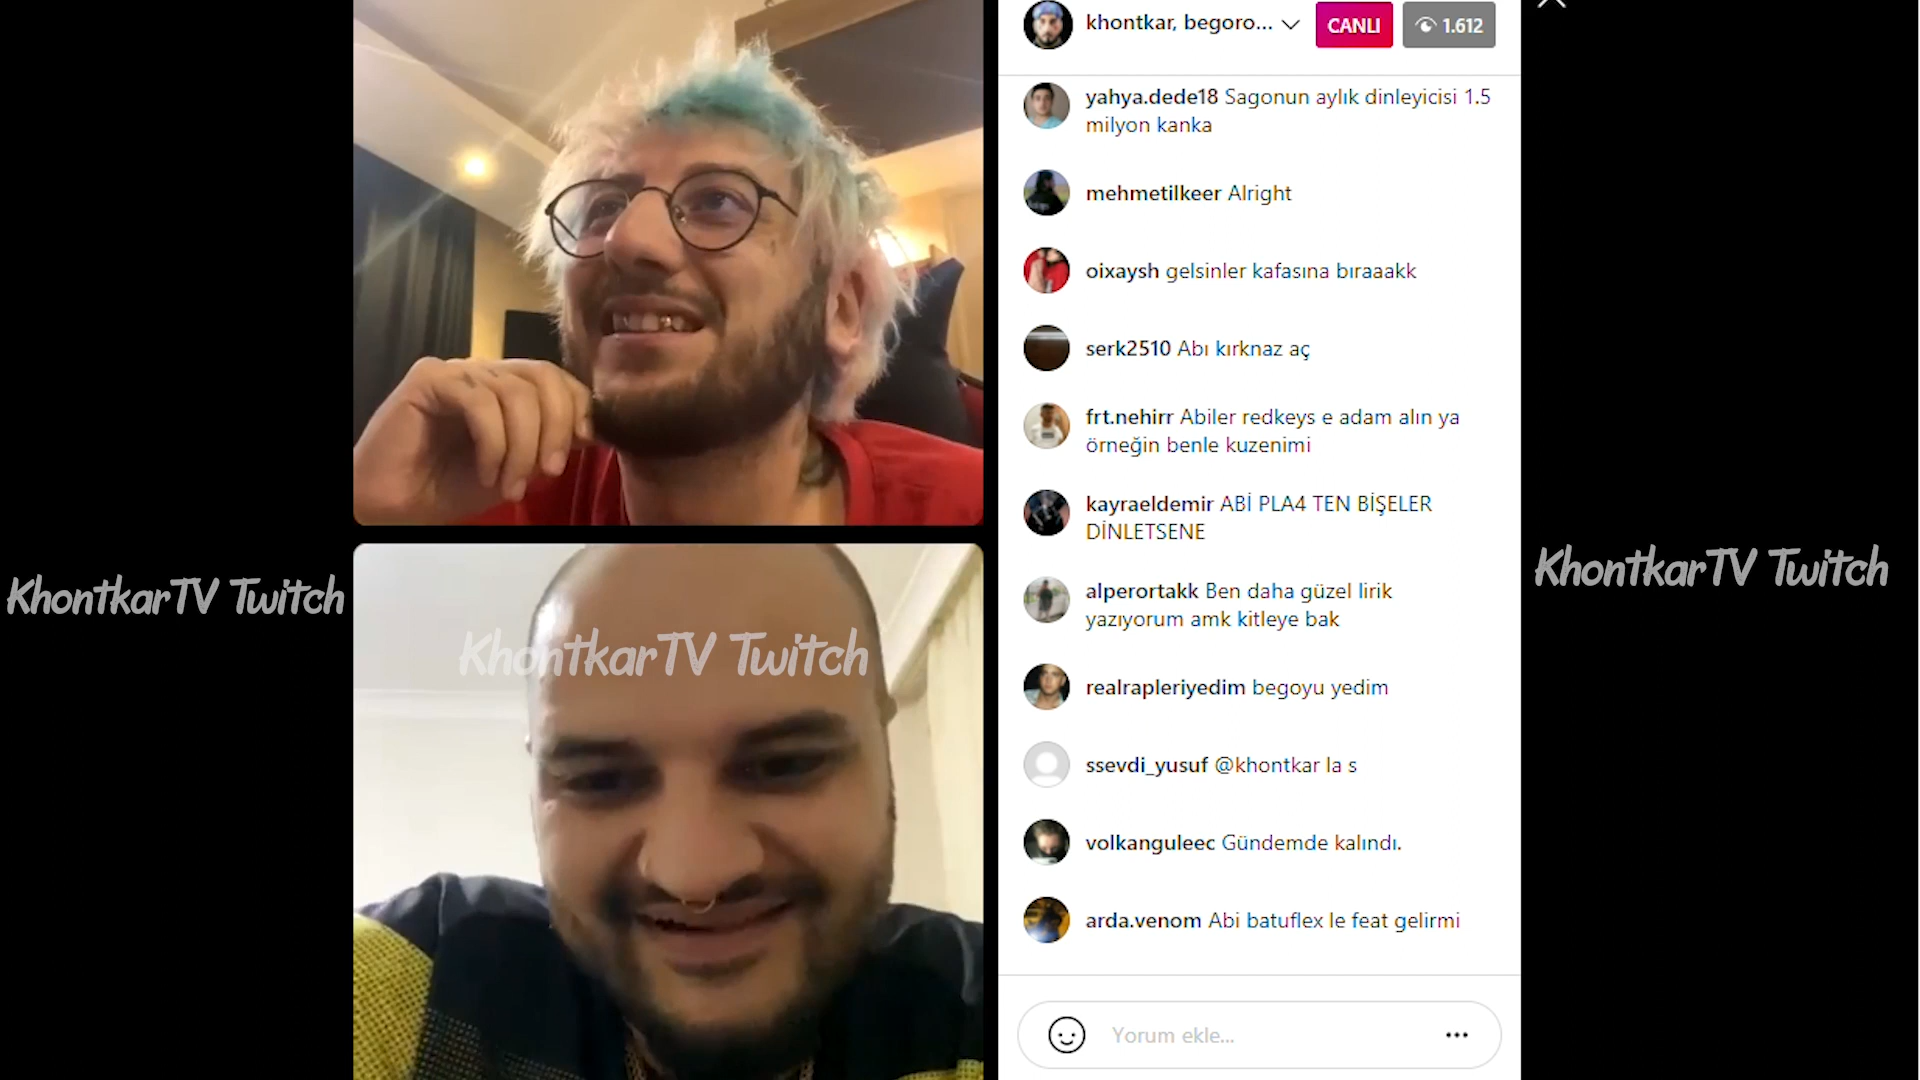 khontkar, begoro...
CANLI
1.612
yahya.dede18 Sagonun aylık dinleyicisi 1.5
milyon kanka
mehmetilkeer Alright
oixaysh gelsinler kafasına bıraaakk
serk2510 Abı kırknaz aç
frt.nehirr Abiler redkeys e adam alın ya
örneğin benle kuzenimi
kayraeldemir ABİ PLA4 TEN BİŞELER
DİNLETSENE
alperortakk Ben daha güzel lirik
yazıyorum amk kitleye bak
realrapleriyedim begoyu yedim
ssevdi_yusuf @khontkar la s
volkanguleec Gündemde kalındı.
arda.venom Abi batuflex le feat gelirmi
Yorum ekle...
KhontkarTV Twitch
KhontkarTV Twitch
KhontkarTV Twitch